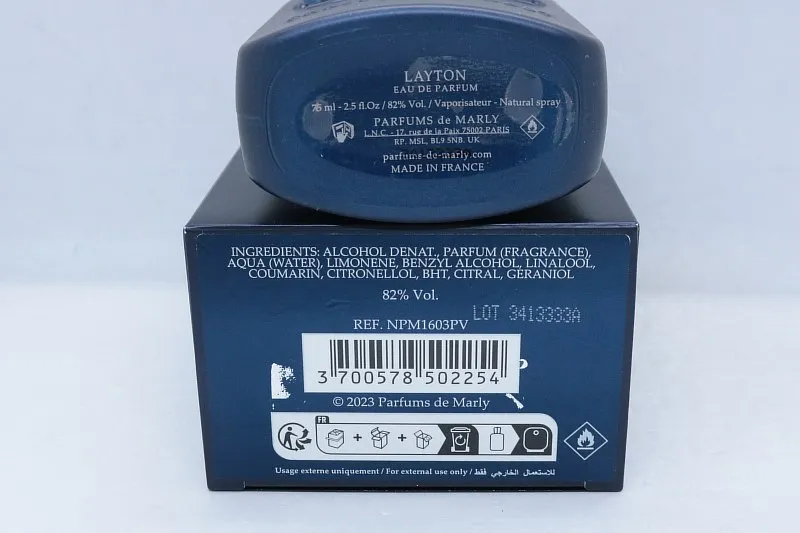 LAYTON
EAU DE PARFUM
75 ml - 2.5 fl.Oz / 82% Vol. / Vaporisateur - Natural spray
PARFUMS de MARLY
L.N.C. - 17, rue de la Paix 75002 PARIS
RP. MSL, BL9 5NB. UK
parfums-de-marly.com
MADE IN FRANCE
INGREDIENTS: ALCOHOL DENAT., PARFUM (FRAGRANCE),
AQUA (WATER), LIMONENE, BENZYL ALCOHOL, LINALOOL,
COUMARIN, CITRONELLOL, BHT, CITRAL, GERANIOL
82% Vol.
LOT 3413333A
REF. NPM1603PV
3 700578 502254
© 2023 Parfums de Marly
FR
+ + +
Usage externe uniquement / For external use only / للاستعمال الخارجي فقط